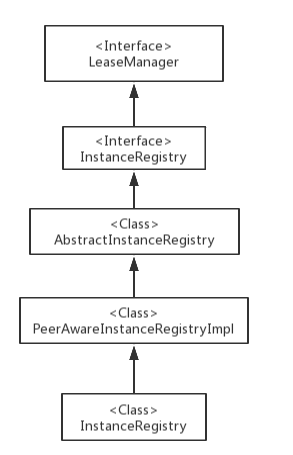 <Interface>
LeaseManager
<Interface>
InstanceRegistry
<Class>
AbstractInstanceRegistry
<Class>
PeerAwareInstanceRegistryImpl
<Class>
InstanceRegistry